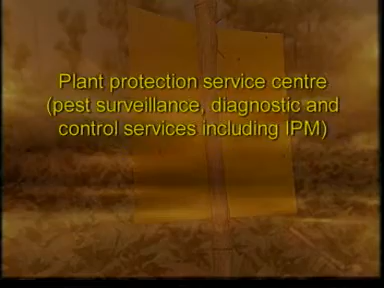 Plant protection service centre
(pest surveillance, diagnostic and
control services including IPM)